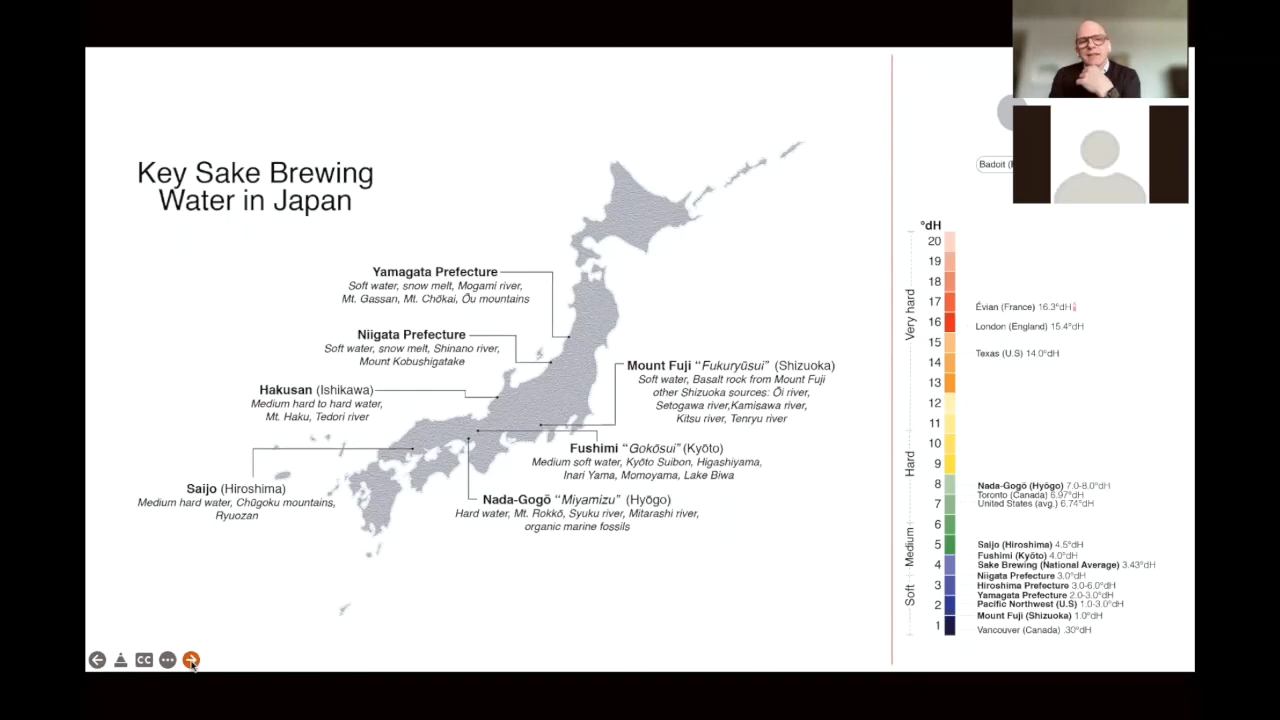 Key Sake Brewing
Water in Japan
Yamagata Prefecture
Soft water, snow melt, Mogami river,
Mt. Gassan, Mt. Chōkai, Ōu mountains
Niigata Prefecture
Soft water, snow melt, Shinano river,
Mount Kobushigatake
Hakusan (Ishikawa)
Medium hard to hard water,
Mt. Haku, Tedori river
Saijo (Hiroshima)
Medium hard water, Chūgoku mountains,
Ryuozan
Mount Fuji “Fukuryūsui” (Shizuoka)
Soft water, Basalt rock from Mount Fuji
other Shizuoka sources: Ōi river,
Setogawa river,Kamisawa river,
Kitsu river, Tenryu river
Fushimi “Gokōsui” (Kyōto)
Medium soft water, Kyōto Suibon, Higashiyama,
Inari Yama, Momoyama, Lake Biwa
Nada-Gogō “Miyamizu” (Hyōgo)
Hard water, Mt. Rokkō, Syuku river, Mitarashi river,
organic marine fossils
Badoit
°dH
20
19
18
17
16
15
14
13
12
11
10
9
8
7
6
5
4
3
2
1
Very hard
Hard
Medium
Soft
Évian (France) 16.3°dH
London (England) 15.4°dH
Texas (U.S) 14.0°dH
Nada-Gogō (Hyōgo) 7.0-8.0°dH
Toronto (Canada) 6.97°dH
United States (avg.) 6.74°dH
Saijo (Hiroshima) 4.5°dH
Fushimi (Kyōto) 4.0°dH
Sake Brewing (National Average) 3.43°dH
Niigata Prefecture 3.0°dH
Hiroshima Prefecture 3.0-6.0°dH
Yamagata Prefecture 2.0-3.0°dH
Pacific Northwest (U.S) 1.0-3.0°dH
Mount Fuji (Shizuoka) 1.0°dH
Vancouver (Canada) .30°dH
CC